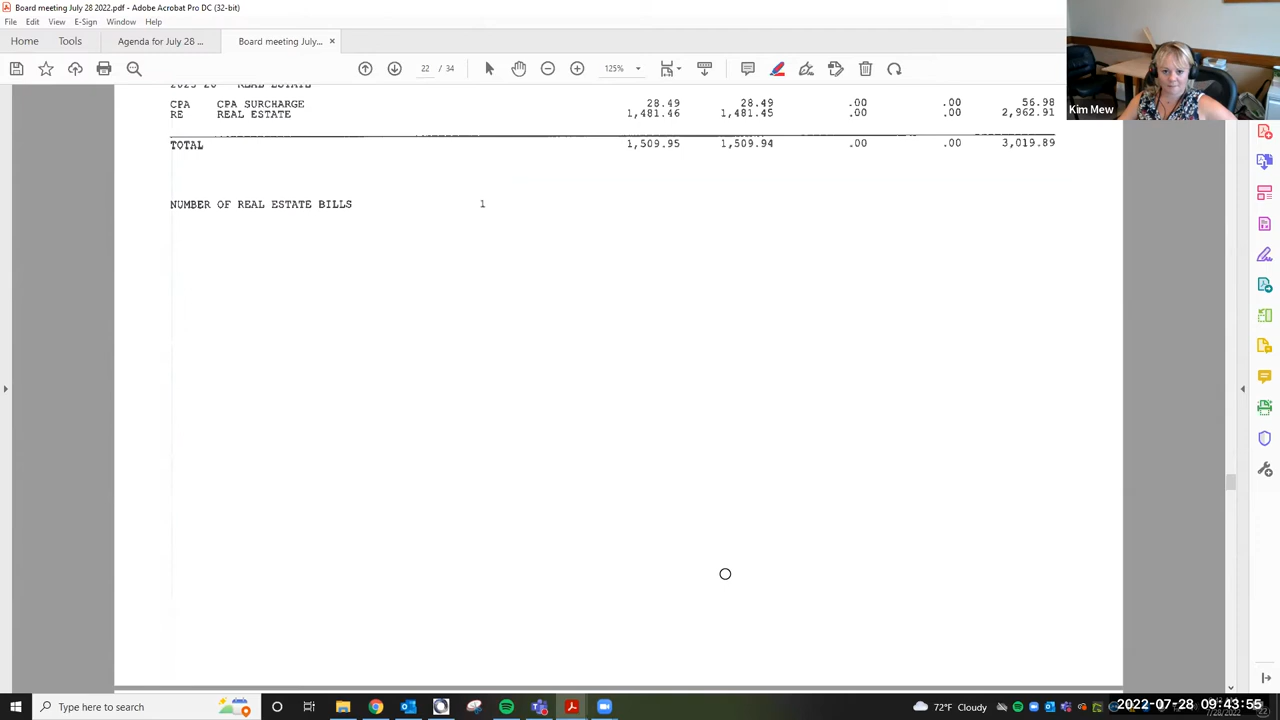 Board meeting July 28 2022.pdf - Adobe Acrobat Pro DC (32-bit)
File Edit View E-Sign Window Help
Home Tools Agenda for July 28 ... Board meeting July... ×
22 / 34 125%
REAL ESTATE
CPA CPA SURCHARGE 28.49 28.49 .00 .00 56.98
RE REAL ESTATE 1,481.46 1,481.45 .00 .00 2,962.91
TOTAL 1,509.95 1,509.94 .00 .00 3,019.89
NUMBER OF REAL ESTATE BILLS 1
Kim Mew
Type here to search
72°F Cloudy
2022-07-28 09:43:55